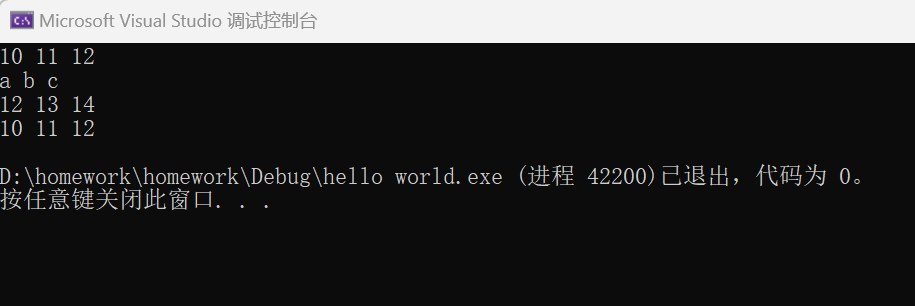 Microsoft Visual Studio 调试控制台
10 11 12
a b c
12 13 14
10 11 12
D:\homework\homework\Debug\hello world.exe (进程 42200)已退出，代码为 0。
按任意键关闭此窗口. . .